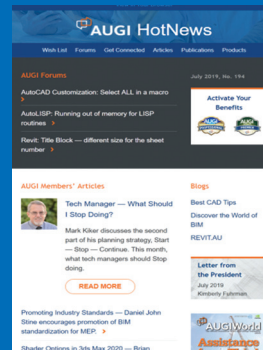 AUGI HotNews
Wish List Forums Get Connected Articles Publications Products
AUGI Forums
July 2019, No. 194
AutoCAD Customization: Select ALL in a macro >
AutoLISP: Running out of memory for LISP
routines >
Revit: Title Block — different size for the sheet
number >
Activate Your
Benefits
AUGI Members' Articles
Tech Manager — What Should
I Stop Doing?
Mark Kiker discusses the second
part of his planning strategy, Start
— Stop — Continue. This month,
what tech managers should Stop
doing.
READ MORE
Promoting Industry Standards — Daniel John
Stine encourages promotion of BIM
standardization for MEP. >
Shader Options in 3ds Max 2020 — Brian
Blogs
Best CAD Tips
Discover the World of
BIM
REVIT.AU
Letter from
the President
July 2019
Kimberly Fuhrman
AUGIWorld
Assistance